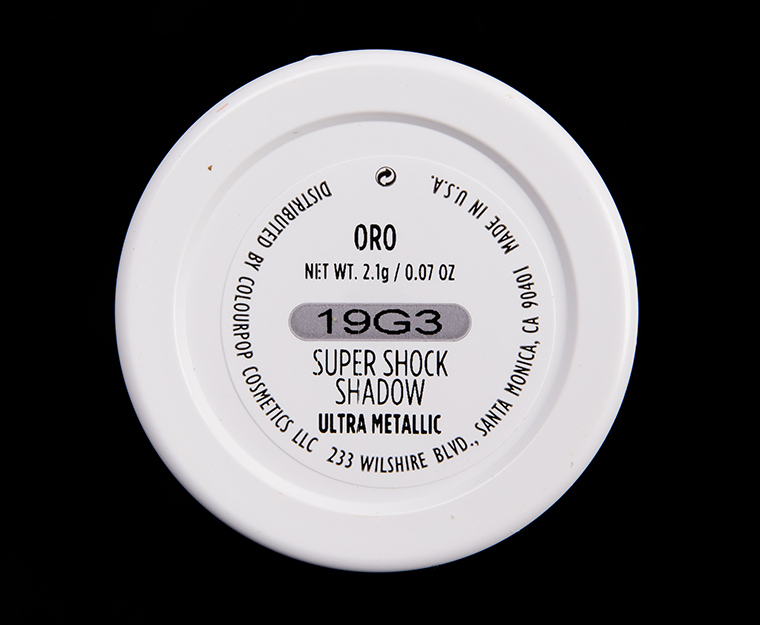 ORO
NET WT. 2.1g / 0.07 OZ
19G3
SUPER SHOCK
SHADOW
ULTRA METALLIC
DISTRIBUTED BY COLOURPOP COSMETICS LLC 233 WILSHIRE BLVD., SANTA MONICA, CA 90401 MADE IN U.S.A.